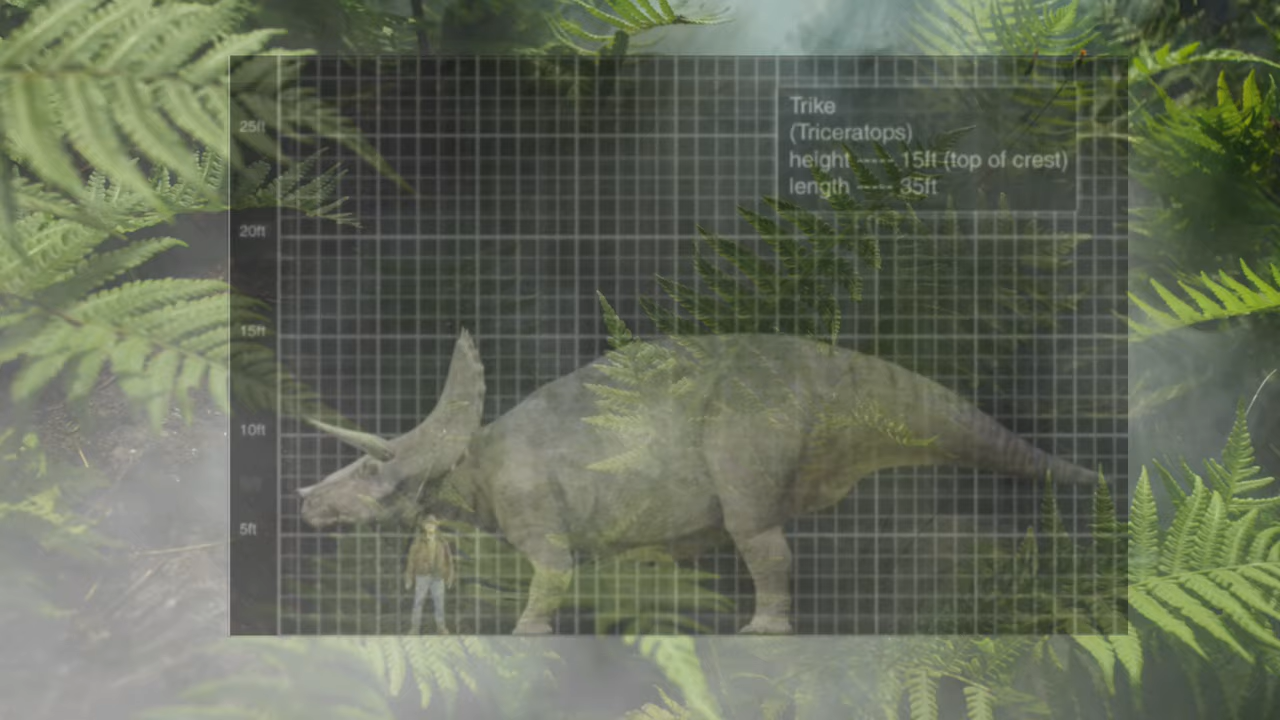 Trike
(Triceratops)
height ----- 15ft (top of crest)
length ----- 35ft
25ft
20ft
15ft
10ft
5ft